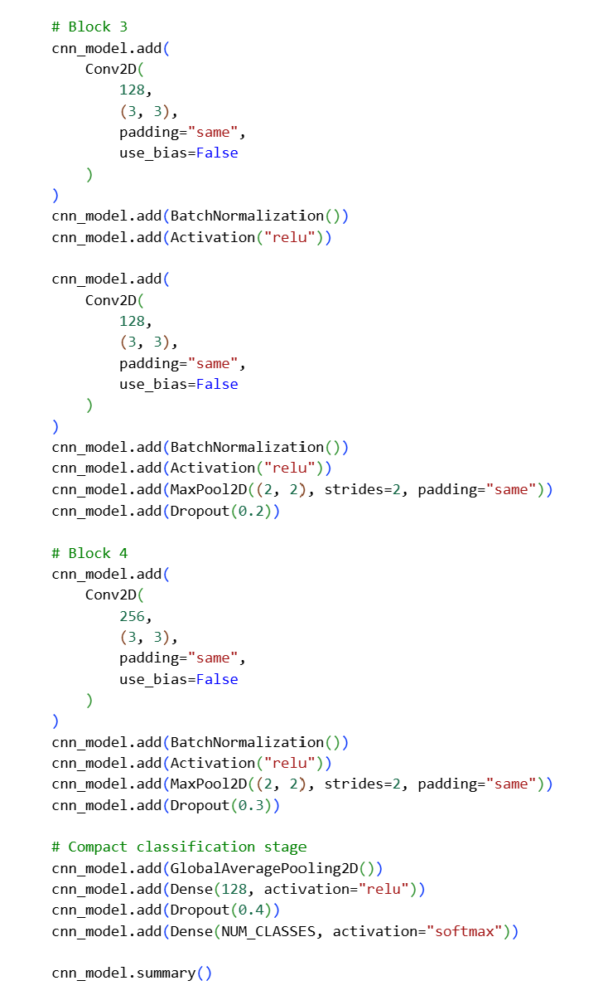 # Block 3
cnn_model.add(
    Conv2D(
        128,
        (3, 3),
        padding="same",
        use_bias=False
    )
)
cnn_model.add(BatchNormalization())
cnn_model.add(Activation("relu"))

cnn_model.add(
    Conv2D(
        128,
        (3, 3),
        padding="same",
        use_bias=False
    )
)
cnn_model.add(BatchNormalization())
cnn_model.add(Activation("relu"))
cnn_model.add(MaxPool2D((2, 2), strides=2, padding="same"))
cnn_model.add(Dropout(0.2))

# Block 4
cnn_model.add(
    Conv2D(
        256,
        (3, 3),
        padding="same",
        use_bias=False
    )
)
cnn_model.add(BatchNormalization())
cnn_model.add(Activation("relu"))
cnn_model.add(MaxPool2D((2, 2), strides=2, padding="same"))
cnn_model.add(Dropout(0.3))

# Compact classification stage
cnn_model.add(GlobalAveragePooling2D())
cnn_model.add(Dense(128, activation="relu"))
cnn_model.add(Dropout(0.4))
cnn_model.add(Dense(NUM_CLASSES, activation="softmax"))

cnn_model.summary()